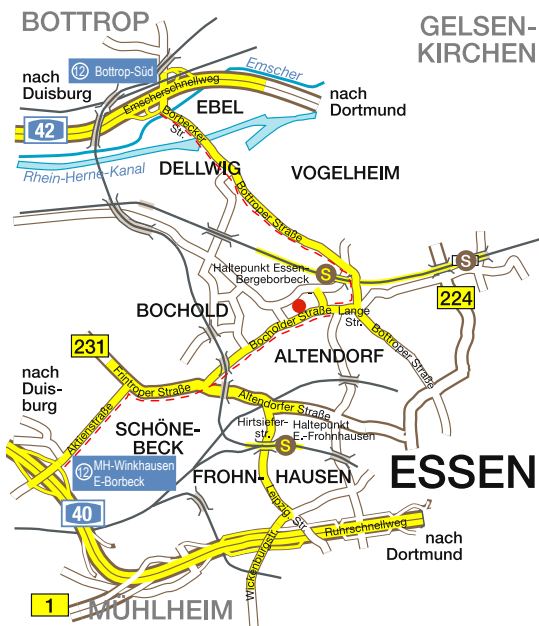 BOTTROP
GELSEN-
KIRCHEN
nach
Duisburg
12 Bottrop-Süd
Emscherschnellweg
Emscher
nach
Dortmund
EBEL
42
Borbecker
Str.
Rhein-Herne-Kanal
DELLWIG
VOGELHEIM
Bottroper Straße
Haltepunkt Essen-
Bergeborbeck
S
S
224
BOCHOLD
Bocholder Straße
Lange
Str.
Bottroper Straße
231
ALTENDORF
nach
Duis-
burg
Frintroper Straße
Altendorfer Straße
Aktienstraße
SCHÖNE-
BECK
Hirtsiefer-
str.
Haltepunkt
E.-Frohnhausen
S
12 MH-Winkhausen
E-Borbeck
FROHN-
HAUSEN
ESSEN
40
Leipzig Str.
Ruhrschnellweg
nach
Dortmund
Wickenburgstr.
1
MÜHLHEIM